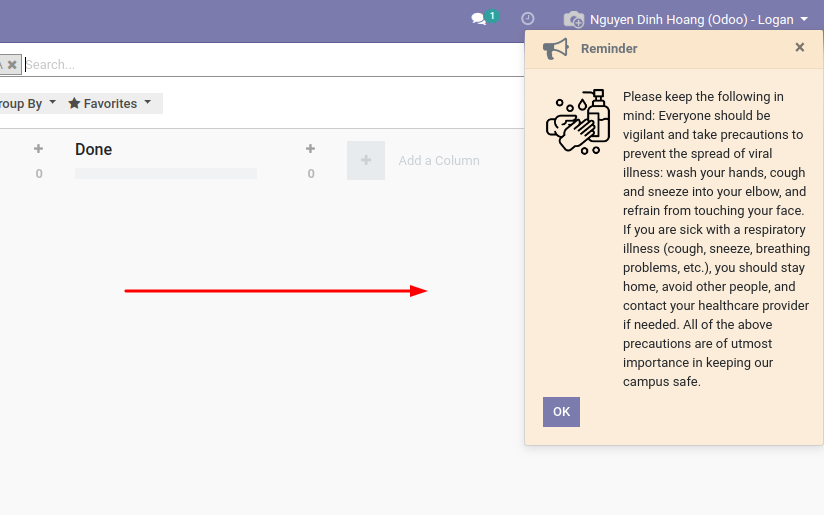 1
Nguyen Dinh Hoang (Odoo) - Logan
Reminder
Search...
roup By
Favorites
Please keep the following in
mind: Everyone should be
vigilant and take precautions to
prevent the spread of viral
illness: wash your hands, cough
and sneeze into your elbow, and
refrain from touching your face.
If you are sick with a respiratory
illness (cough, sneeze, breathing
problems, etc.), you should stay
home, avoid other people, and
contact your healthcare provider
if needed. All of the above
precautions are of utmost
importance in keeping our
campus safe.
OK
Done
0
0
Add a Column